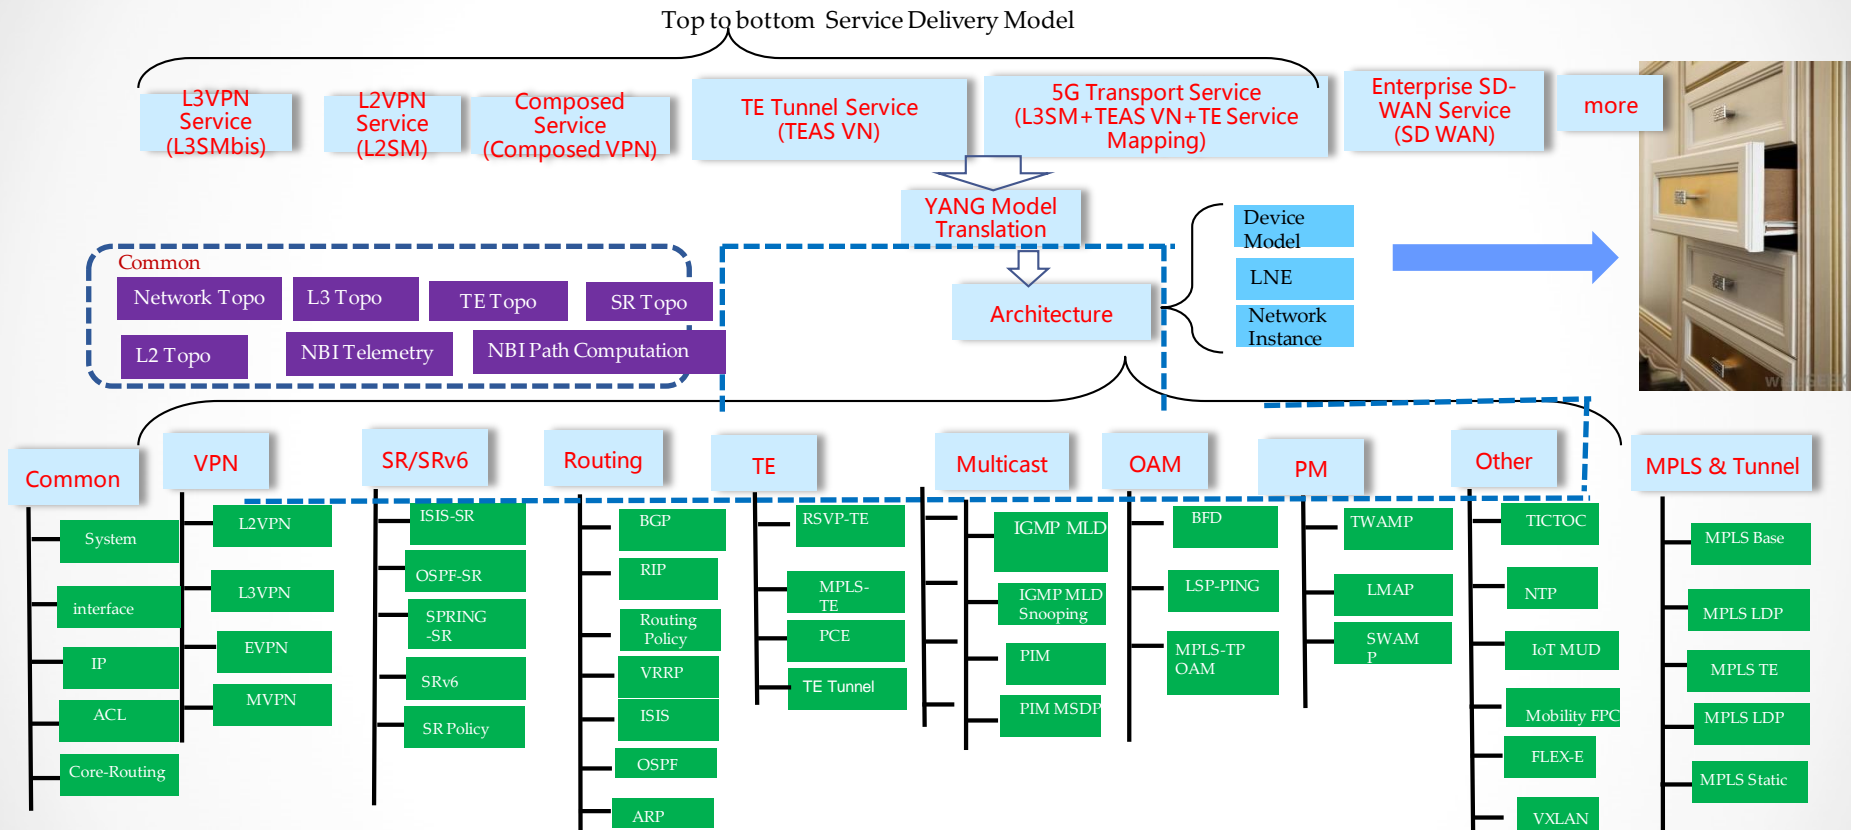 Top to bottom Service Delivery Model
L3VPN
Service
(L3SMbis)
L2VPN
Service
(L2SM)
Composed
Service
(Composed VPN)
TE Tunnel Service
(TEAS VN)
5G Transport Service
(L3SM+TEAS VN+TE Service
Mapping)
Enterprise SD-
WAN Service
(SD WAN)
more
YANG Model
Translation
Device
Model
LNE
Network
Instance
Architecture
Common
Network Topo
L3 Topo
TE Topo
SR Topo
L2 Topo
NBI Telemetry
NBI Path Computation
Common
System
interface
IP
ACL
Core-Routing
VPN
L2VPN
L3VPN
EVPN
MVPN
SR/SRv6
ISIS-SR
OSPF-SR
SPRING
-SR
SRv6
SR Policy
Routing
BGP
RIP
Routing
Policy
VRRP
ISIS
OSPF
ARP
TE
RSVP-TE
MPLS-
TE
PCE
TE Tunnel
Multicast
IGMP MLD
IGMP MLD
Snooping
PIM
PIM MSDP
OAM
BFD
LSP-PING
MPLS-TP
OAM
PM
TWAMP
LMAP
SWAM
P
Other
TICTOC
NTP
IoT MUD
Mobility FPC
FLEX-E
VXLAN
MPLS & Tunnel
MPLS Base
MPLS LDP
MPLS TE
MPLS LDP
MPLS Static